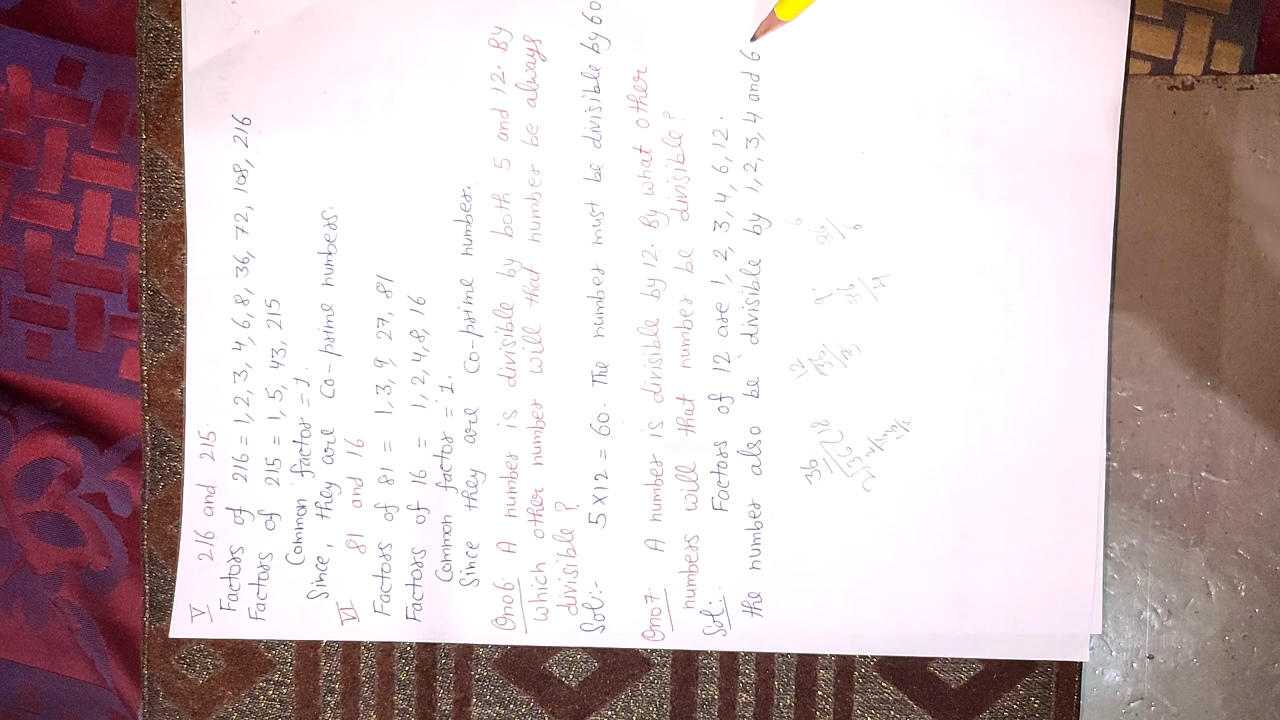 V 216 and 215.
Factors of 216 = 1, 2, 3, 4, 6, 8, 36, 72, 108, 216
Factors of 215 = 1, 5, 43, 215
Common factor = 1.
Since, they are Co-prime numbers.
VI 81 and 16
Factors of 81 = 1, 3, 9, 27, 81
Factors of 16 = 1, 2, 4, 8, 16
Common factor = 1.
Since they are Co-prime number.
Qno6 A number is divisible by both 5 and 12. By
which other number will that number be always
divisible?
Sol:- 5 x 12 = 60. The number must be divisible by 60
Qno7. A number is divisible by 12. By what other
numbers will that number be divisible?
Sol:- Factors of 12 are 1, 2, 3, 4, 6, 12.
the number also be divisible by 1, 2, 3, 4 and 6